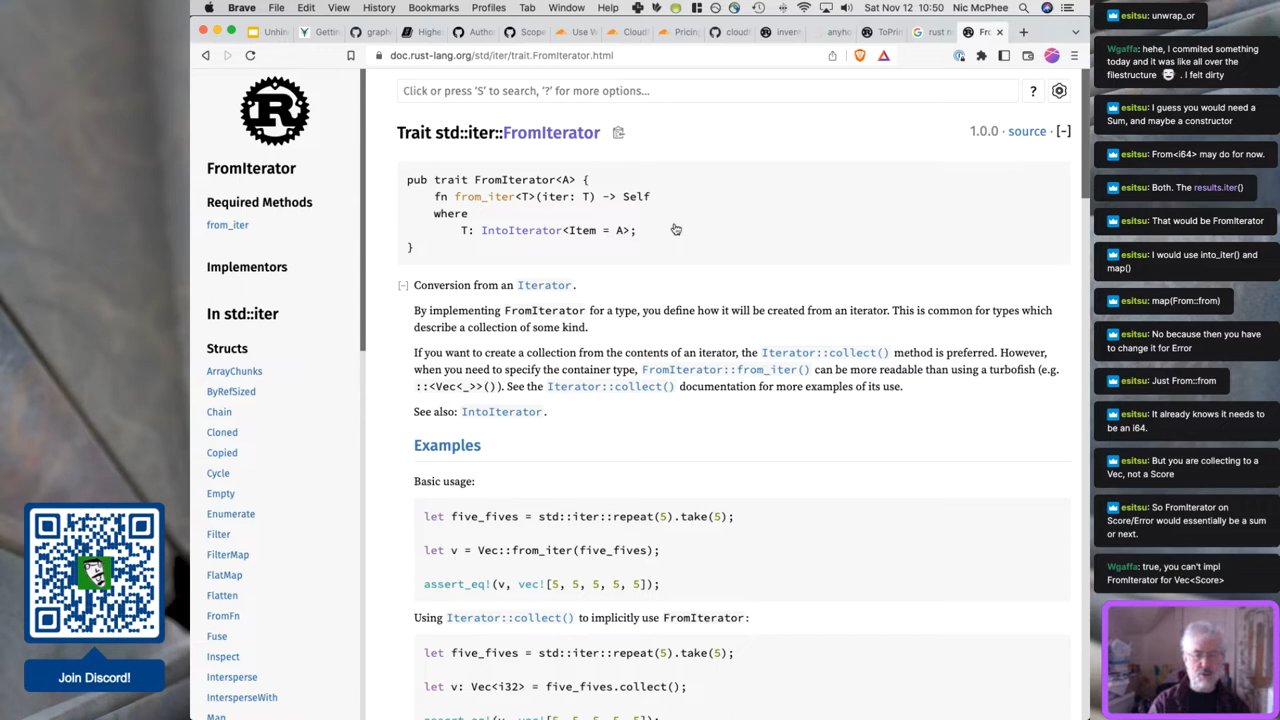 Brave File Edit View History Bookmarks Profiles Tab Window Help Sat Nov 12 10:50 Nic McPhee
Unhin Gettin graph Highe Autho Scope Use V Cloud Pricin cloud inven anyho ToPrin rust n Fro
doc.rust-lang.org/std/iter/trait.FromIterator.html
Click or press 'S' to search, '?' for more options…
?
FromIterator
Required Methods
from_iter
Implementors
In std::iter
Structs
ArrayChunks
ByRefSized
Chain
Cloned
Copied
Cycle
Empty
Enumerate
Filter
FilterMap
FlatMap
Flatten
FromFn
Fuse
Inspect
Intersperse
IntersperseWith
Map
Trait std::iter::FromIterator
1.0.0 · source · [-]
pub trait FromIterator<A> {
fn from_iter<T>(iter: T) -> Self
where
T: IntoIterator<Item = A>;
}
[-] Conversion from an Iterator.
By implementing FromIterator for a type, you define how it will be created from an iterator. This is common for types which
describe a collection of some kind.
If you want to create a collection from the contents of an iterator, the Iterator::collect() method is preferred. However,
when you need to specify the container type, FromIterator::from_iter() can be more readable than using a turbofish (e.g.
::<Vec<_>>()). See the Iterator::collect() documentation for more examples of its use.
See also: IntoIterator.
Examples
Basic usage:
let five_fives = std::iter::repeat(5).take(5);
let v = Vec::from_iter(five_fives);
assert_eq!(v, vec![5, 5, 5, 5, 5]);
Using Iterator::collect() to implicitly use FromIterator:
let five_fives = std::iter::repeat(5).take(5);
let v: Vec<i32> = five_fives.collect();
Join Discord!
esitsu: unwrap_or
Wgaffa: hehe, I commited something
today and it was like all over the
filestructure . I felt dirty
esitsu: I guess you would need a
Sum, and maybe a constructor
esitsu: From<i64> may do for now.
esitsu: Both. The results.iter()
esitsu: That would be FromIterator
esitsu: I would use into_iter() and
map()
esitsu: map(From::from)
esitsu: No because then you have
to change it for Error
esitsu: Just From::from
esitsu: It already knows it needs to
be an i64.
esitsu: But you are collecting to a
Vec, not a Score
esitsu: So FromIterator on
Score/Error would essentially be a sum
or next.
Wgaffa: true, you can't impl
FromIterator for Vec<Score>